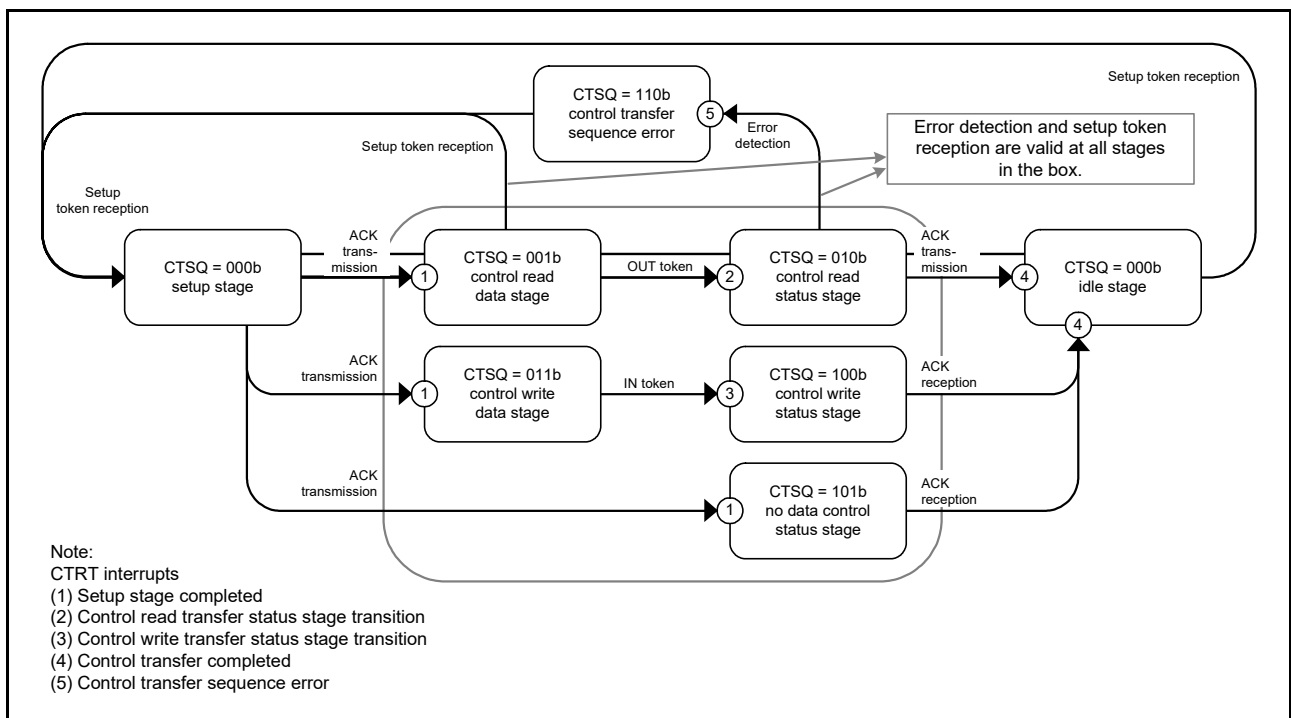 Setup token reception
CTSQ = 110b
control transfer
sequence error
5
Error
detection
Setup token reception
Error detection and setup token
reception are valid at all stages
in the box.
Setup
token reception
CTSQ = 000b
setup stage
ACK
trans-
mission
1
CTSQ = 001b
control read
data stage
OUT token
2
CTSQ = 010b
control read
status stage
ACK
trans-
mission
4
CTSQ = 000b
idle stage
4
ACK
transmission
1
CTSQ = 011b
control write
data stage
IN token
3
CTSQ = 100b
control write
status stage
ACK
reception
ACK
transmission
1
CTSQ = 101b
no data control
status stage
ACK
reception
Note:
CTRT interrupts
(1) Setup stage completed
(2) Control read transfer status stage transition
(3) Control write transfer status stage transition
(4) Control transfer completed
(5) Control transfer sequence error